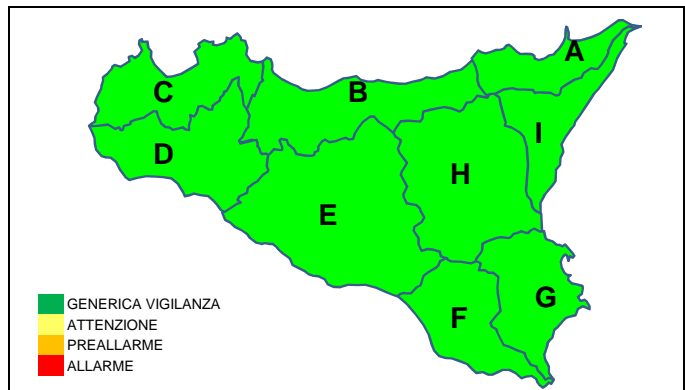 A
B
C
I
D
H
E
G
F
GENERICA VIGILANZA
ATTENZIONE
PREALLARME
ALLARME